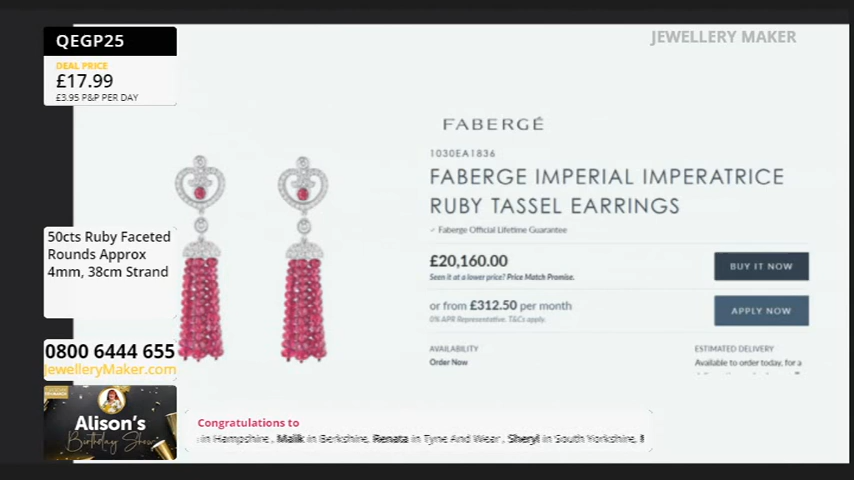 QEGP25
DEAL PRICE
£17.99
£3.95 P&P PER DAY
JEWELLERY MAKER
FABERGÉ
1030EA1836
FABERGE IMPERIAL IMPERATRICE
RUBY TASSEL EARRINGS
✓ Faberge Official Lifetime Guarantee
£20,160.00
Seen it at a lower price? Price Match Promise.
BUY IT NOW
or from £312.50 per month
0% APR Representative. T&Cs apply.
APPLY NOW
AVAILABILITY
Order Now
ESTIMATED DELIVERY
Available to order today, for a
50cts Ruby Faceted
Rounds Approx
4mm, 38cm Strand
0800 6444 655
JewelleryMaker.com
Alison's
Birthday Show
Congratulations to
in Hampshire , Malik in Berkshire, Renata in Tyne And Wear , Sheryl in South Yorkshire,